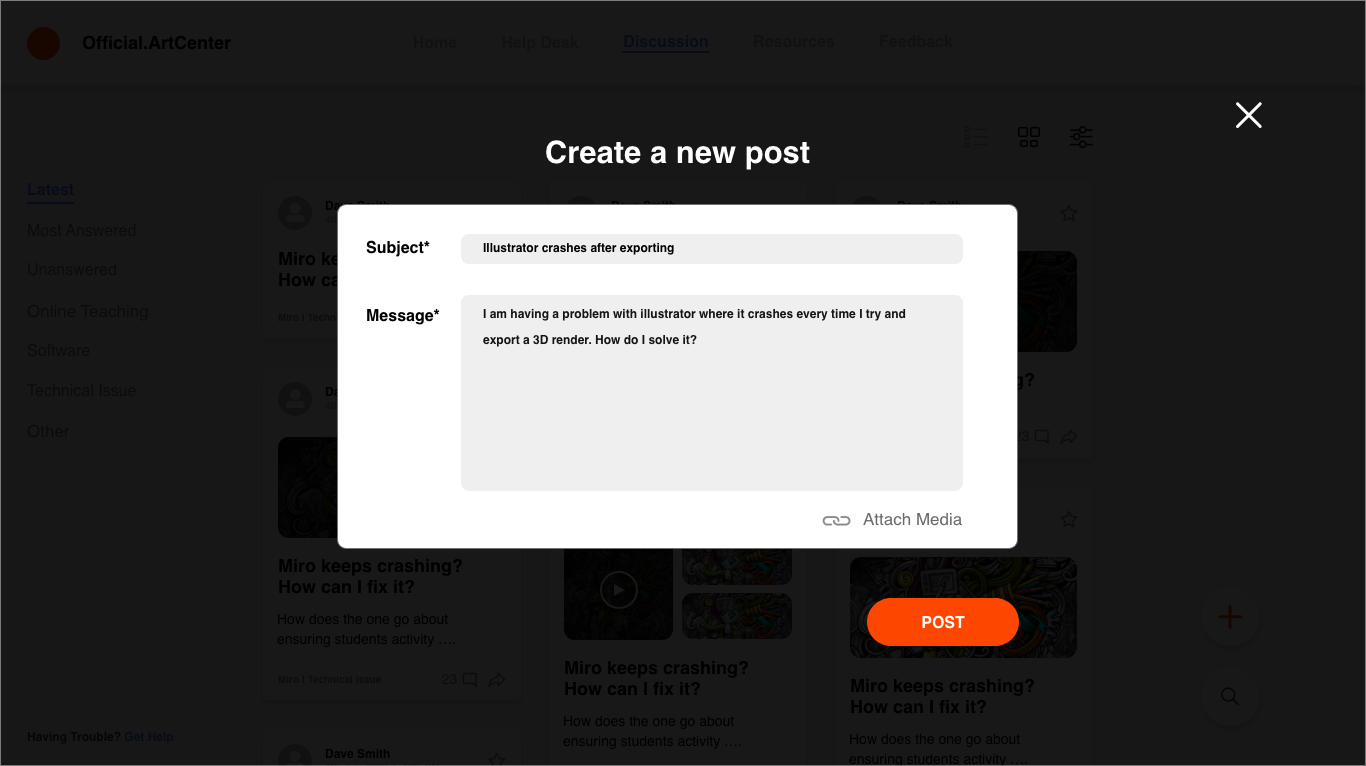 Official.ArtCenter
Home
Help Desk
Discussion
Resources
Feedback
Create a new post
Latest
Most Answered
Unanswered
Online Teaching
Software
Technical Issue
Other
Having Trouble? Get Help
Subject*
Illustrator crashes after exporting
Message*
I am having a problem with illustrator where it crashes every time I try and
export a 3D render. How do I solve it?
Attach Media
POST
Dave Smith
Miro ke
How ca
Miro I Techn
Miro keeps crashing?
How can I fix it?
How does the one go about
ensuring students activity ....
Miro I Technical issue
23
Dave Smith
Dave Smith
Miro keeps crashing?
How can I fix it?
How does the one go about
ensuring students activity ....
Dave Smith
g?
23
Miro keeps crashing?
How can I fix it?
How does the one go about
ensuring students activity ....